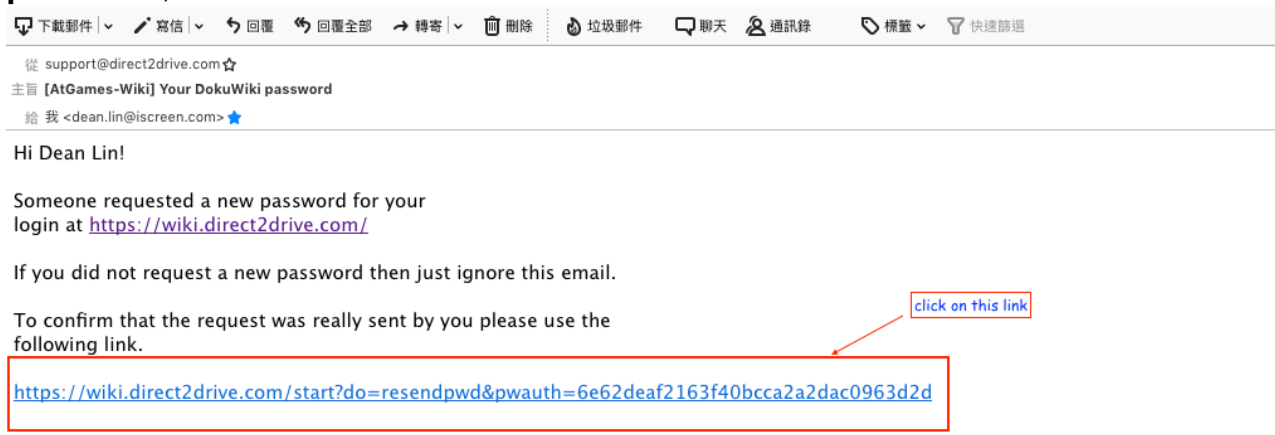 下載郵件 寫信 回覆 回覆全部 轉寄 刪除 垃圾郵件 聊天 通訊錄 標籤 快速篩選
從 support@direct2drive.com
主旨 [AtGames-Wiki] Your DokuWiki password
給 我 <dean.lin@iscreen.com>
Hi Dean Lin!
Someone requested a new password for your
login at https://wiki.direct2drive.com/
If you did not request a new password then just ignore this email.
click on this link
To confirm that the request was really sent by you please use the
following link.
https://wiki.direct2drive.com/start?do=resendpwd&pwauth=6e62deaf2163f40bcca2a2dac0963d2d